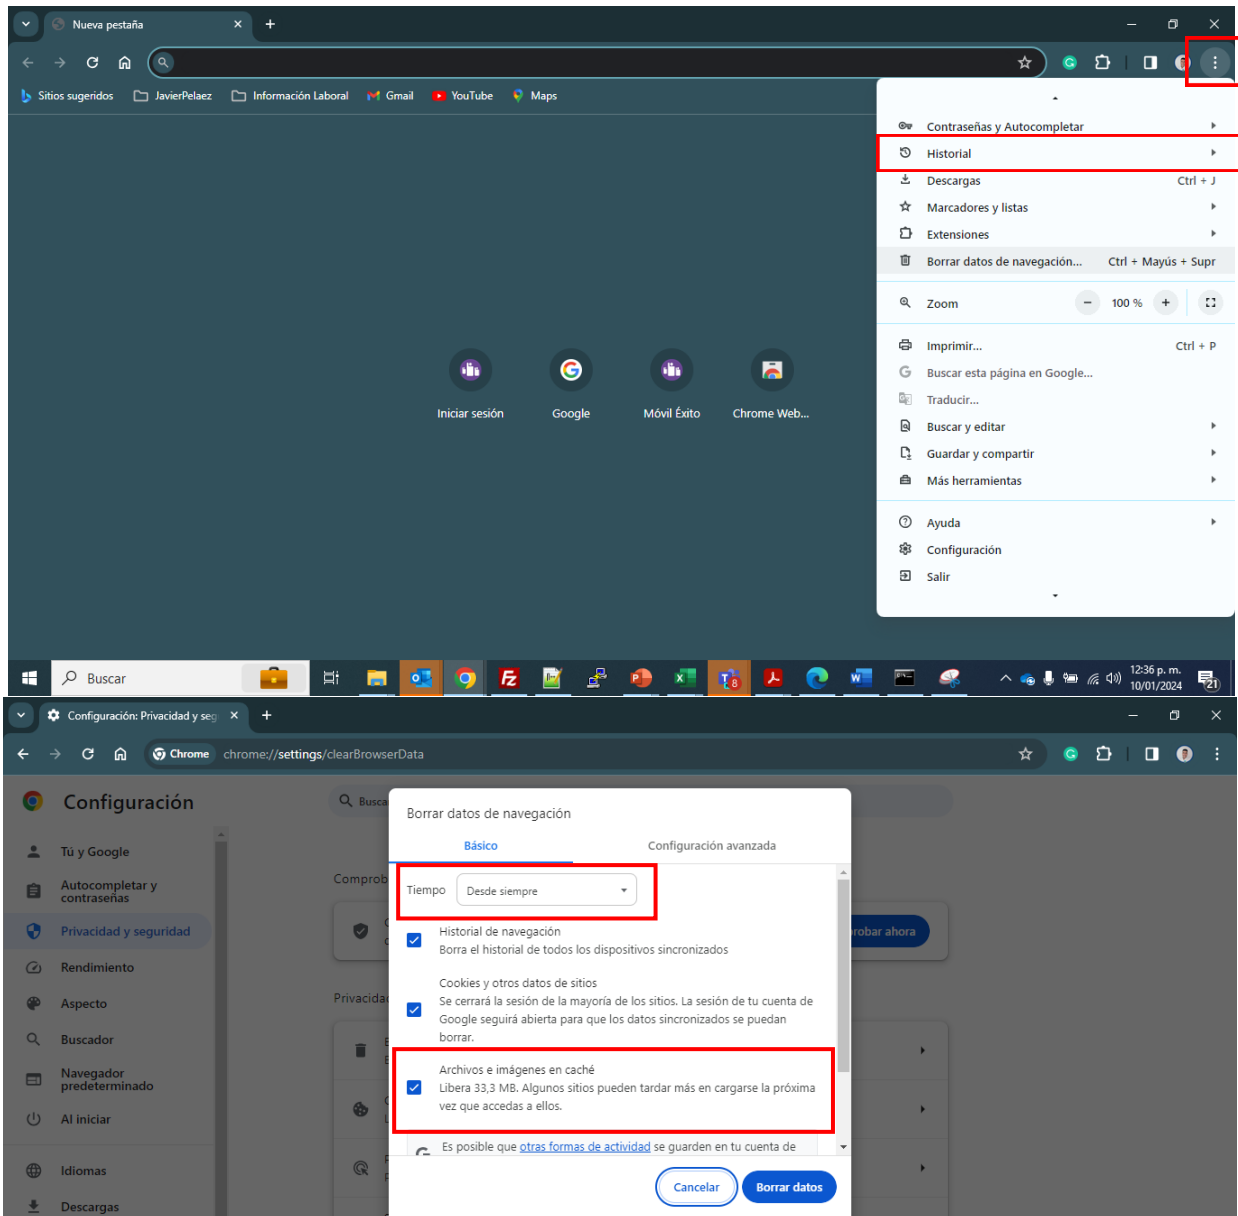 Nueva pestaña
Sitios sugeridos JavierPelaez Información Laboral Gmail YouTube Maps
Contraseñas y Autocompletar
Historial
Descargas Ctrl + J
Marcadores y listas
Extensiones
Borrar datos de navegación... Ctrl + Mayús + Supr
Zoom - 100 % +
Imprimir... Ctrl + P
Buscar esta página en Google...
Traducir...
Buscar y editar
Guardar y compartir
Más herramientas
Ayuda
Configuración
Salir
Iniciar sesión Google Móvil Éxito Chrome Web...
Buscar
12:36 p. m.
10/01/2024
21
Configuración: Privacidad y seg
Chrome chrome://settings/clearBrowserData
Configuración
Busca
Tú y Google
Autocompletar y
contraseñas
Privacidad y seguridad
Rendimiento
Aspecto
Buscador
Navegador
predeterminado
Al iniciar
Idiomas
Descargas
Comprob
robar ahora
Privacida
Borrar datos de navegación
Básico Configuración avanzada
Tiempo Desde siempre
Historial de navegación
Borra el historial de todos los dispositivos sincronizados
Cookies y otros datos de sitios
Se cerrará la sesión de la mayoría de los sitios. La sesión de tu cuenta de
Google seguirá abierta para que los datos sincronizados se puedan
borrar.
Archivos e imágenes en caché
Libera 33,3 MB. Algunos sitios pueden tardar más en cargarse la próxima
vez que accedas a ellos.
Es posible que otras formas de actividad se guarden en tu cuenta de
Cancelar Borrar datos